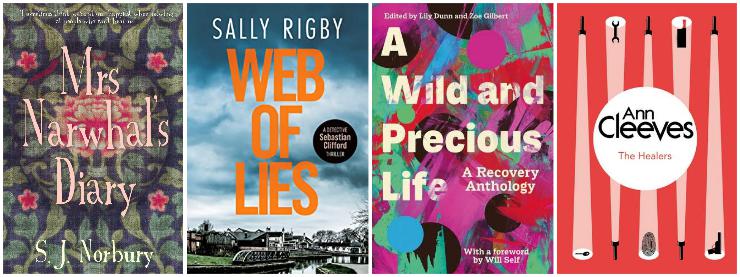 Mrs
Narwhal's
Diary
S. J. Norbury
SALLY RIGBY
WEB
OF
LIES
A DETECTIVE
Sebastian
Clifford
THRILLER
Edited by Lily Dunn and Zoe Gilbert
A
Wild and
Precious
Life
A Recovery
Anthology
With a foreword
by Will Self
Ann
Cleeves
The Healers